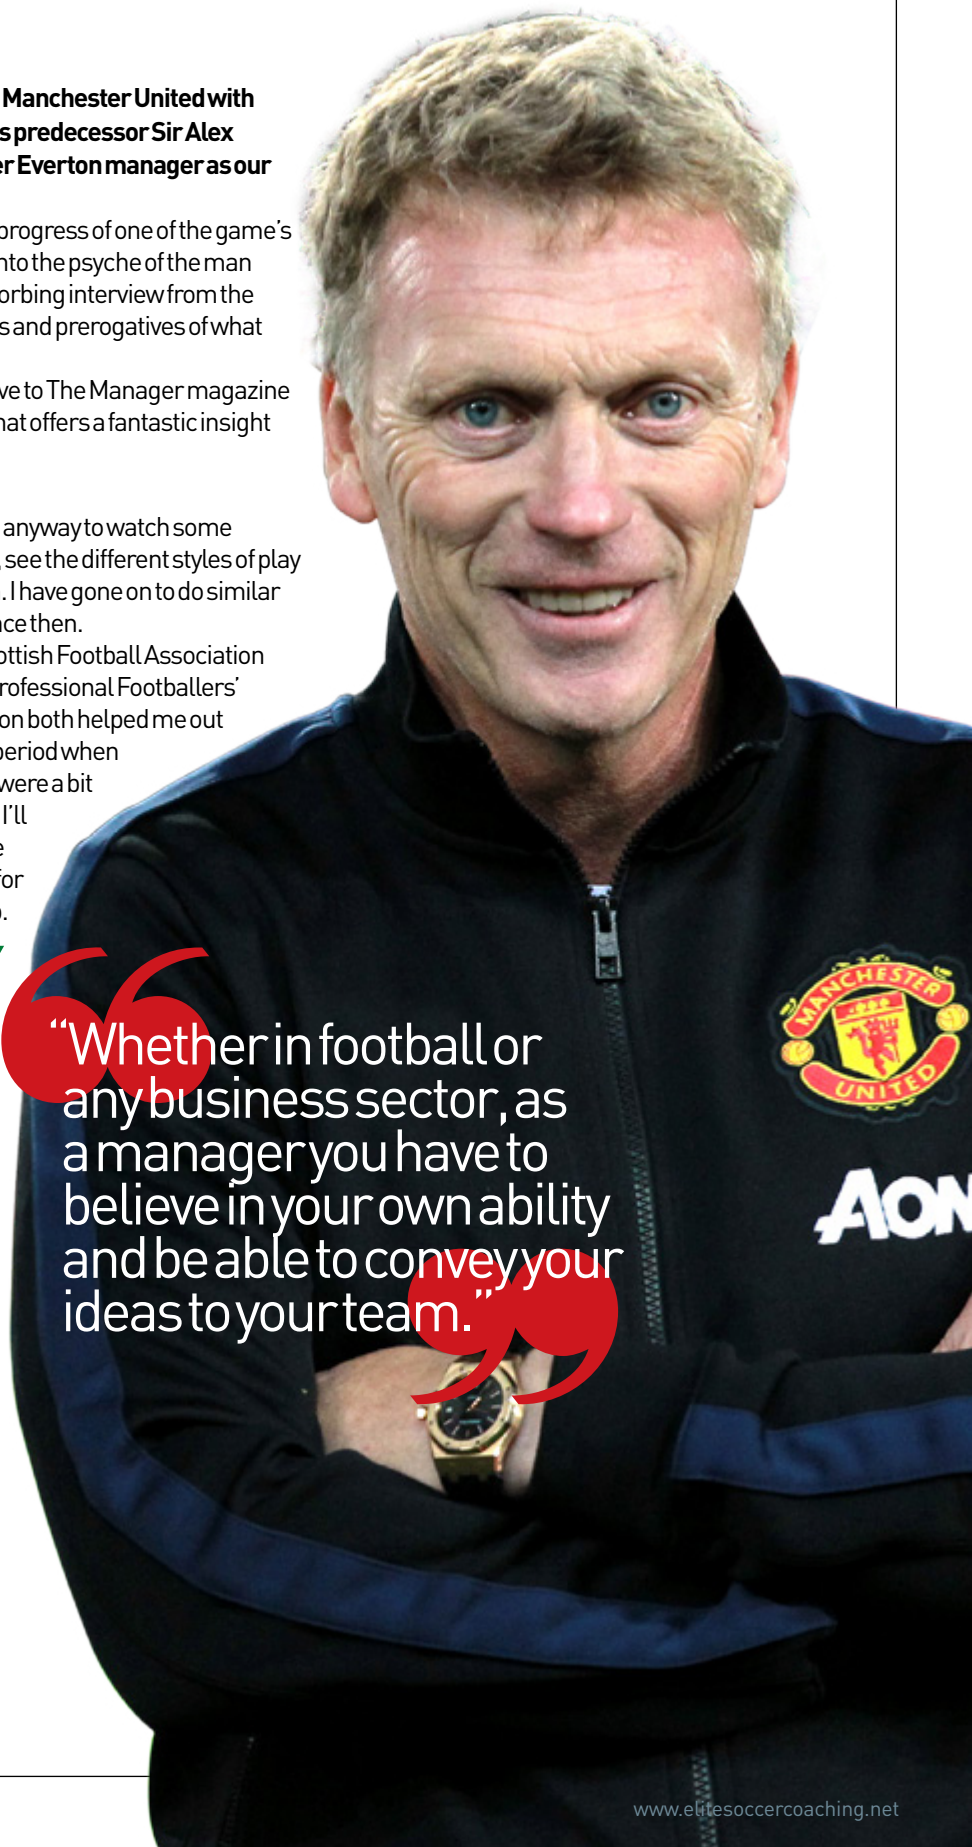 Manchester United with
s predecessor Sir Alex
er Everton manager as our
progress of one of the game's
nto the psyche of the man
orbing interview from the
s and prerogatives of what
ve to The Manager magazine
hat offers a fantastic insight
anyway to watch some
, see the different styles of play
. I have gone on to do similar
ce then.
ottish Football Association
rofessional Footballers'
on both helped me out
period when
were a bit
I'll
e
for
.
“Whether in football or
any business sector, as
a manager you have to
believe in your own ability
and be able to convey your
ideas to your team.”
MANCHESTER
UNITED
AON
www.elitesoccercoaching.net